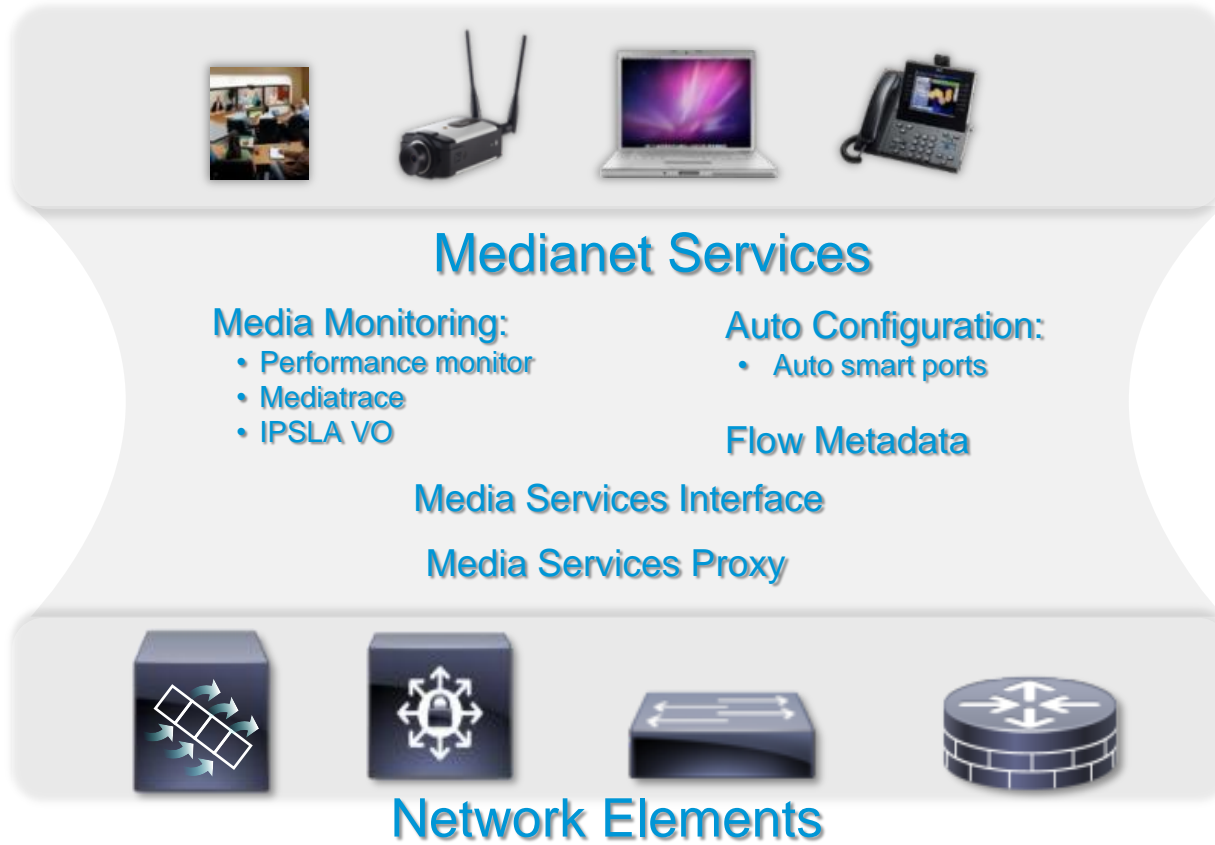 Medianet Services
Media Monitoring:
• Performance monitor
• Mediatrace
• IPSLA VO
Auto Configuration:
• Auto smart ports
Flow Metadata
Media Services Interface
Media Services Proxy
Network Elements